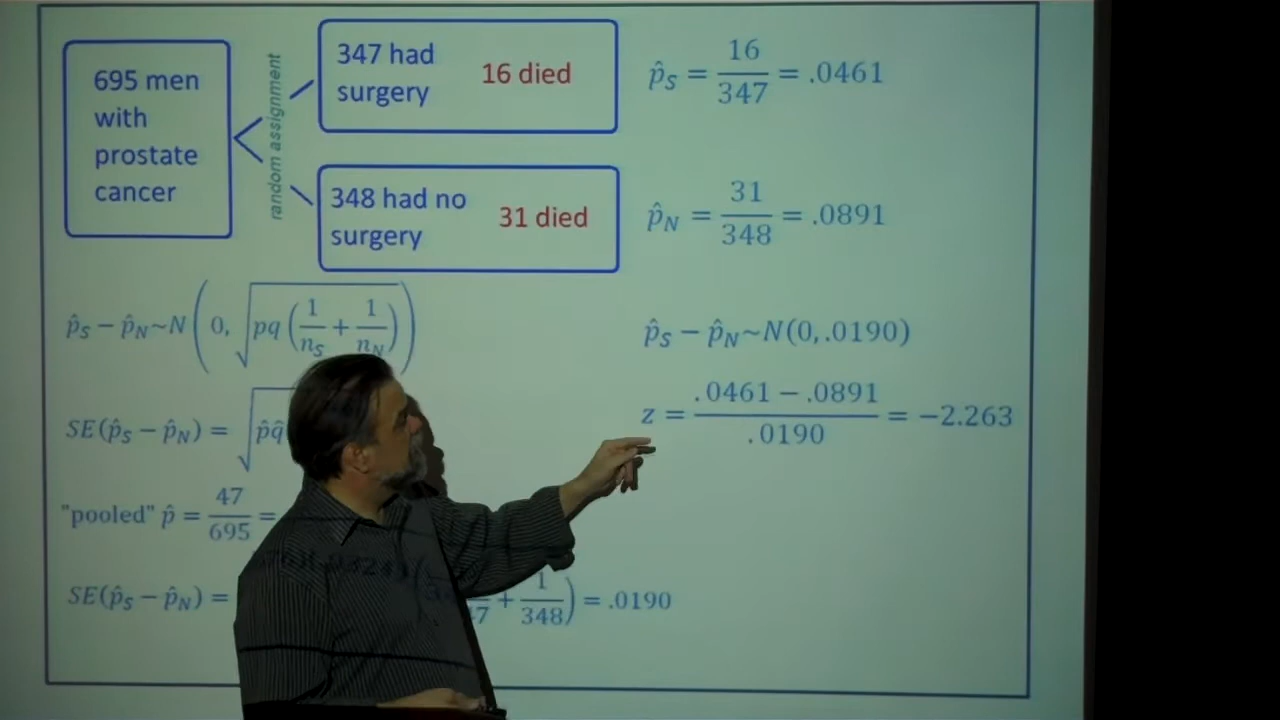 695 men
with
prostate
cancer
random assignment
347 had
surgery
16 died
348 had no
surgery
31 died
p̂_S = 16/347 = .0461
p̂_N = 31/348 = .0891
p̂_S − p̂_N ~ N(0, √(pq(1/n_S + 1/n_N)))
SE(p̂_S − p̂_N) = √(p̂q̂
"pooled" p̂ = 47/695 =
SE(p̂_S − p̂_N) =
+ 1/348) = .0190
p̂_S − p̂_N ~ N(0, .0190)
z = (.0461 − .0891)/.0190 = −2.263